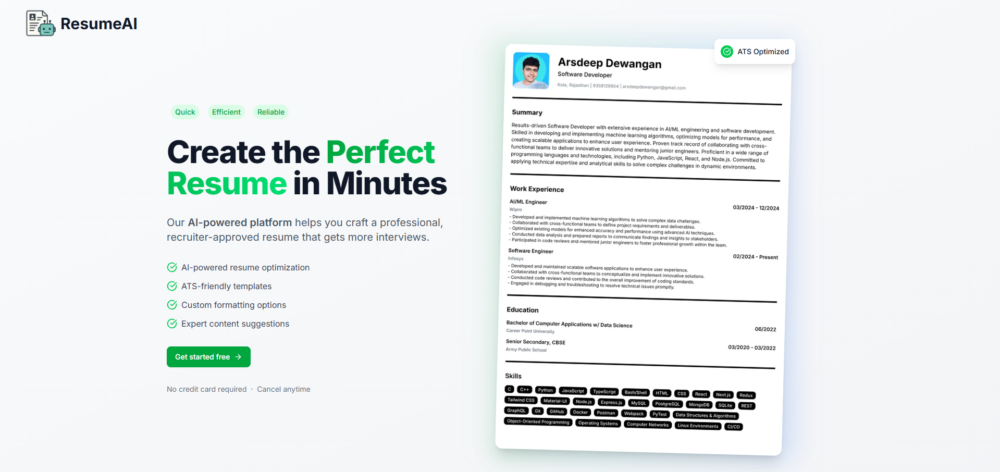 ResumeAI
Quick
Efficient
Reliable
Create the Perfect
Resume in Minutes
Our AI-powered platform helps you craft a professional,
recruiter-approved resume that gets more interviews.
AI-powered resume optimization
ATS-friendly templates
Custom formatting options
Expert content suggestions
Get started free
No credit card required • Cancel anytime
ATS Optimized
Arsdeep Dewangan
Software Developer
Kota, Rajasthan | 9359129904 | arsdeepdewangan@gmail.com
Summary
Results-driven Software Developer with extensive experience in AI/ML engineering and software development.
Skilled in developing and implementing machine learning algorithms, optimizing models for performance, and
creating scalable applications to enhance user experience. Proven track record of collaborating with cross-
functional teams to deliver innovative solutions and mentoring junior engineers. Proficient in a wide range of
programming languages and technologies, including Python, JavaScript, React, and Node.js. Committed to
applying technical expertise and analytical skills to solve complex challenges in dynamic environments.
Work Experience
AI/ML Engineer
03/2024 - 12/2024
Wipro
- Developed and implemented machine learning algorithms to solve complex data challenges.
- Collaborated with cross-functional teams to define project requirements and deliverables.
- Optimized existing models for enhanced accuracy and performance using advanced AI techniques.
- Conducted data analysis and prepared reports to communicate findings and insights to stakeholders.
- Participated in code reviews and mentored junior engineers to foster professional growth within the team.
Software Engineer
02/2024 - Present
Infosys
- Developed and maintained scalable software applications to enhance user experience.
- Collaborated with cross-functional teams to conceptualize and implement innovative solutions.
- Conducted code reviews and contributed to the overall improvement of coding standards.
- Engaged in debugging and troubleshooting to resolve technical issues promptly.
Education
Bachelor of Computer Applications w/ Data Science
06/2022
Career Point University
Senior Secondary, CBSE
03/2020 - 03/2022
Army Public School
Skills
C C++ Python JavaScript TypeScript Bash/Shell HTML CSS React Next.js Redux
Tailwind CSS Material-UI Node.js Express.js MySQL PostgreSQL MongoDB SQLite REST
GraphQL Git GitHub Docker Postman Webpack PyTest Data Structures & Algorithms
Object-Oriented Programming Operating Systems Computer Networks Linux Environments CI/CD